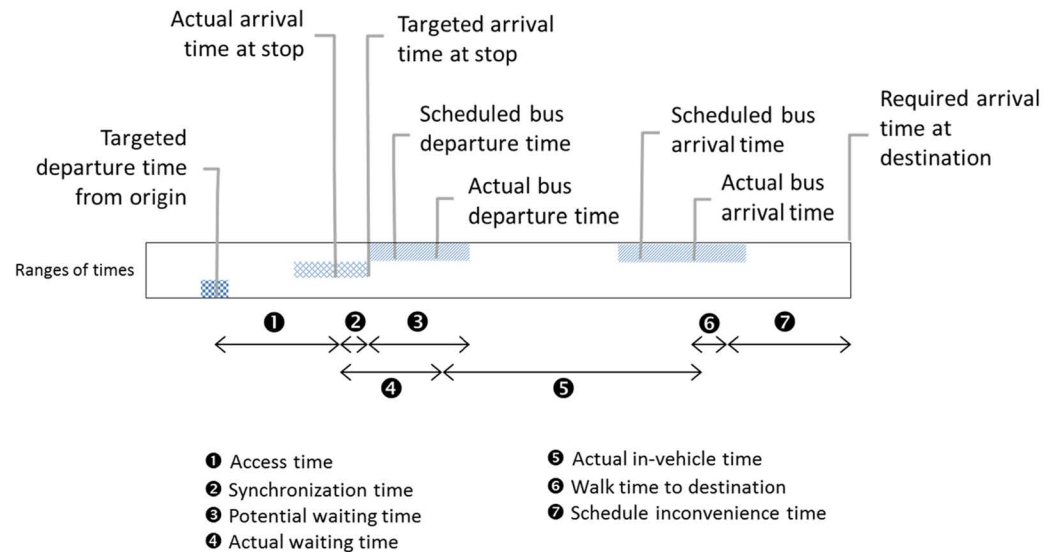 Actual arrival
time at stop
Targeted arrival
time at stop
Scheduled bus
departure time
Scheduled bus
arrival time
Required arrival
time at
destination
Targeted
departure time
from origin
Actual bus
departure time
Actual bus
arrival time
Ranges of times
❶
❷
❸
❻
❼
❹
❺
❶ Access time
❷ Synchronization time
❸ Potential waiting time
❹ Actual waiting time
❺ Actual in-vehicle time
❻ Walk time to destination
❼ Schedule inconvenience time